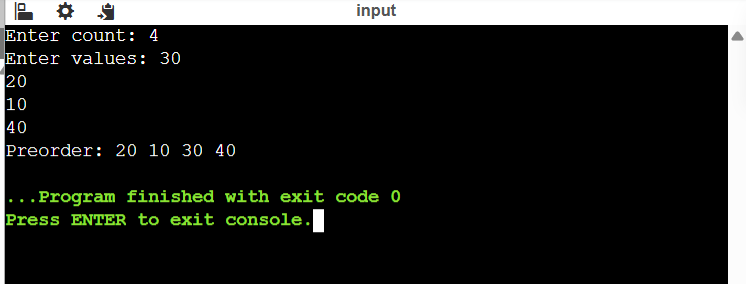 input
Enter count: 4
Enter values: 30
20
10
40
Preorder: 20 10 30 40
...Program finished with exit code 0
Press ENTER to exit console.